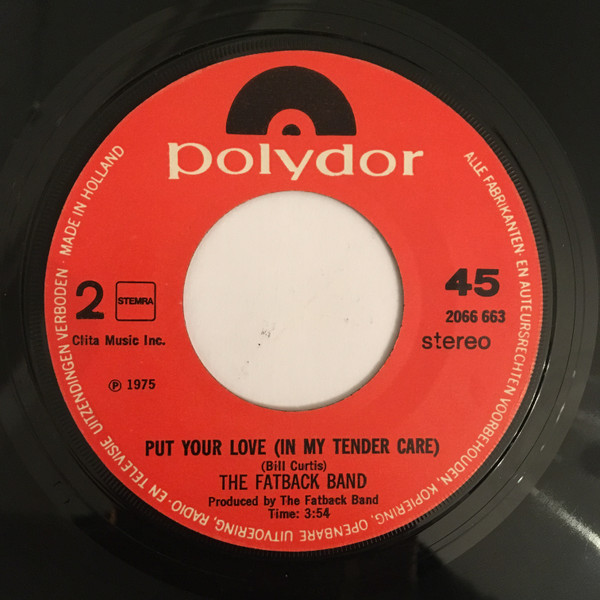 polydor
2
STEMRA
Clita Music Inc.
℗ 1975
45
2066 663
stereo
PUT YOUR LOVE (IN MY TENDER CARE)
(Bill Curtis)
THE FATBACK BAND
Produced by The Fatback Band
Time: 3:54
ALLE FABRIKANTEN- EN AUTEURSRECHTEN VOORBEHOUDEN, KOPIERING, OPENBARE UITVOERING, RADIO- EN TELEVISIE UITZENDINGEN VERBODEN · MADE IN HOLLAND